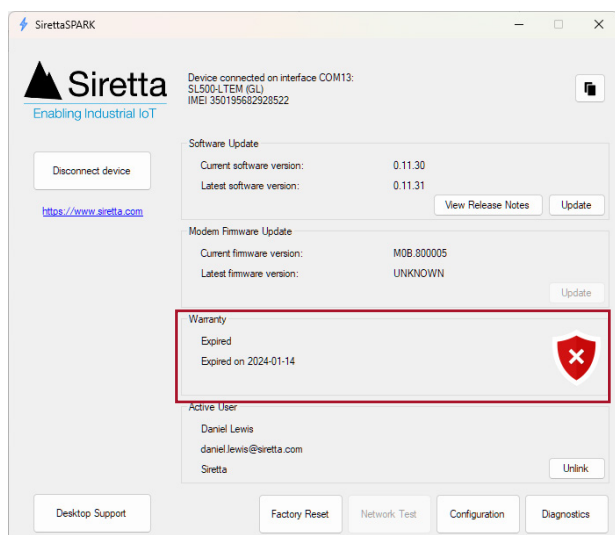 SirettaSPARK
Siretta
Enabling Industrial IoT
Device connected on interface COM13:
SL500-LTEM (GL)
IMEI 350195682928522
Disconnect device
https://www.siretta.com
Software Update
Current software version: 0.11.30
Latest software version: 0.11.31
View Release Notes Update
Modem Firmware Update
Current firmware version: M0B.800005
Latest firmware version: UNKNOWN
Update
Warranty
Expired
Expired on 2024-01-14
Active User
Daniel Lewis
daniel.lewis@siretta.com
Siretta Unlink
Desktop Support Factory Reset Network Test Configuration Diagnostics